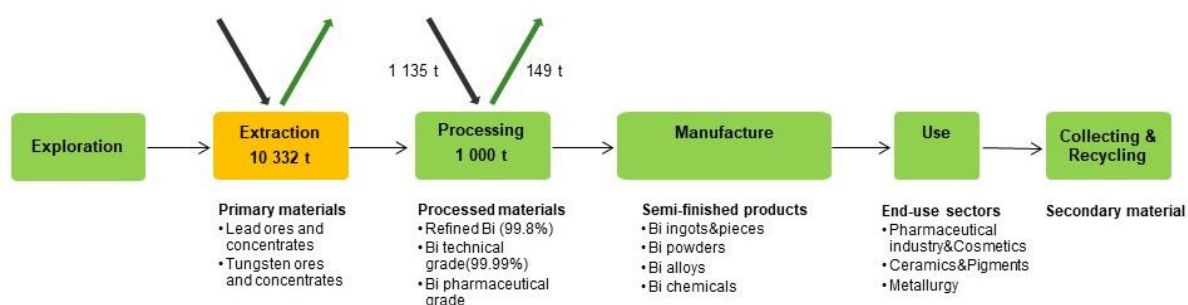 1 135 t
149 t
Exploration
Extraction
10 332 t
Processing
1 000 t
Manufacture
Use
Collecting &
Recycling
Primary materials
•Lead ores and
concentrates
•Tungsten ores
and concentrates
Processed materials
•Refined Bi (99.8%)
•Bi technical
grade(99.99%)
•Bi pharmaceutical
grade
Semi-finished products
•Bi ingots&pieces
•Bi powders
•Bi alloys
•Bi chemicals
End-use sectors
•Pharmaceutical
industry&Cosmetics
•Ceramics&Pigments
•Metallurgy
Secondary material